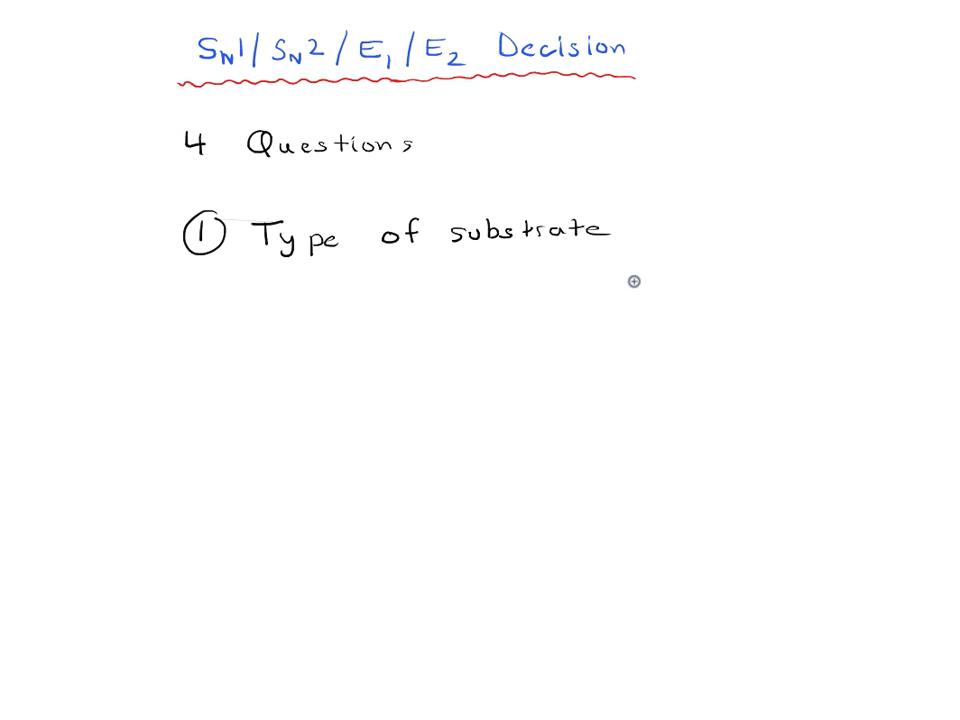 SN1/SN2/E1/E2 Decision
4 Questions
① Type of substrate